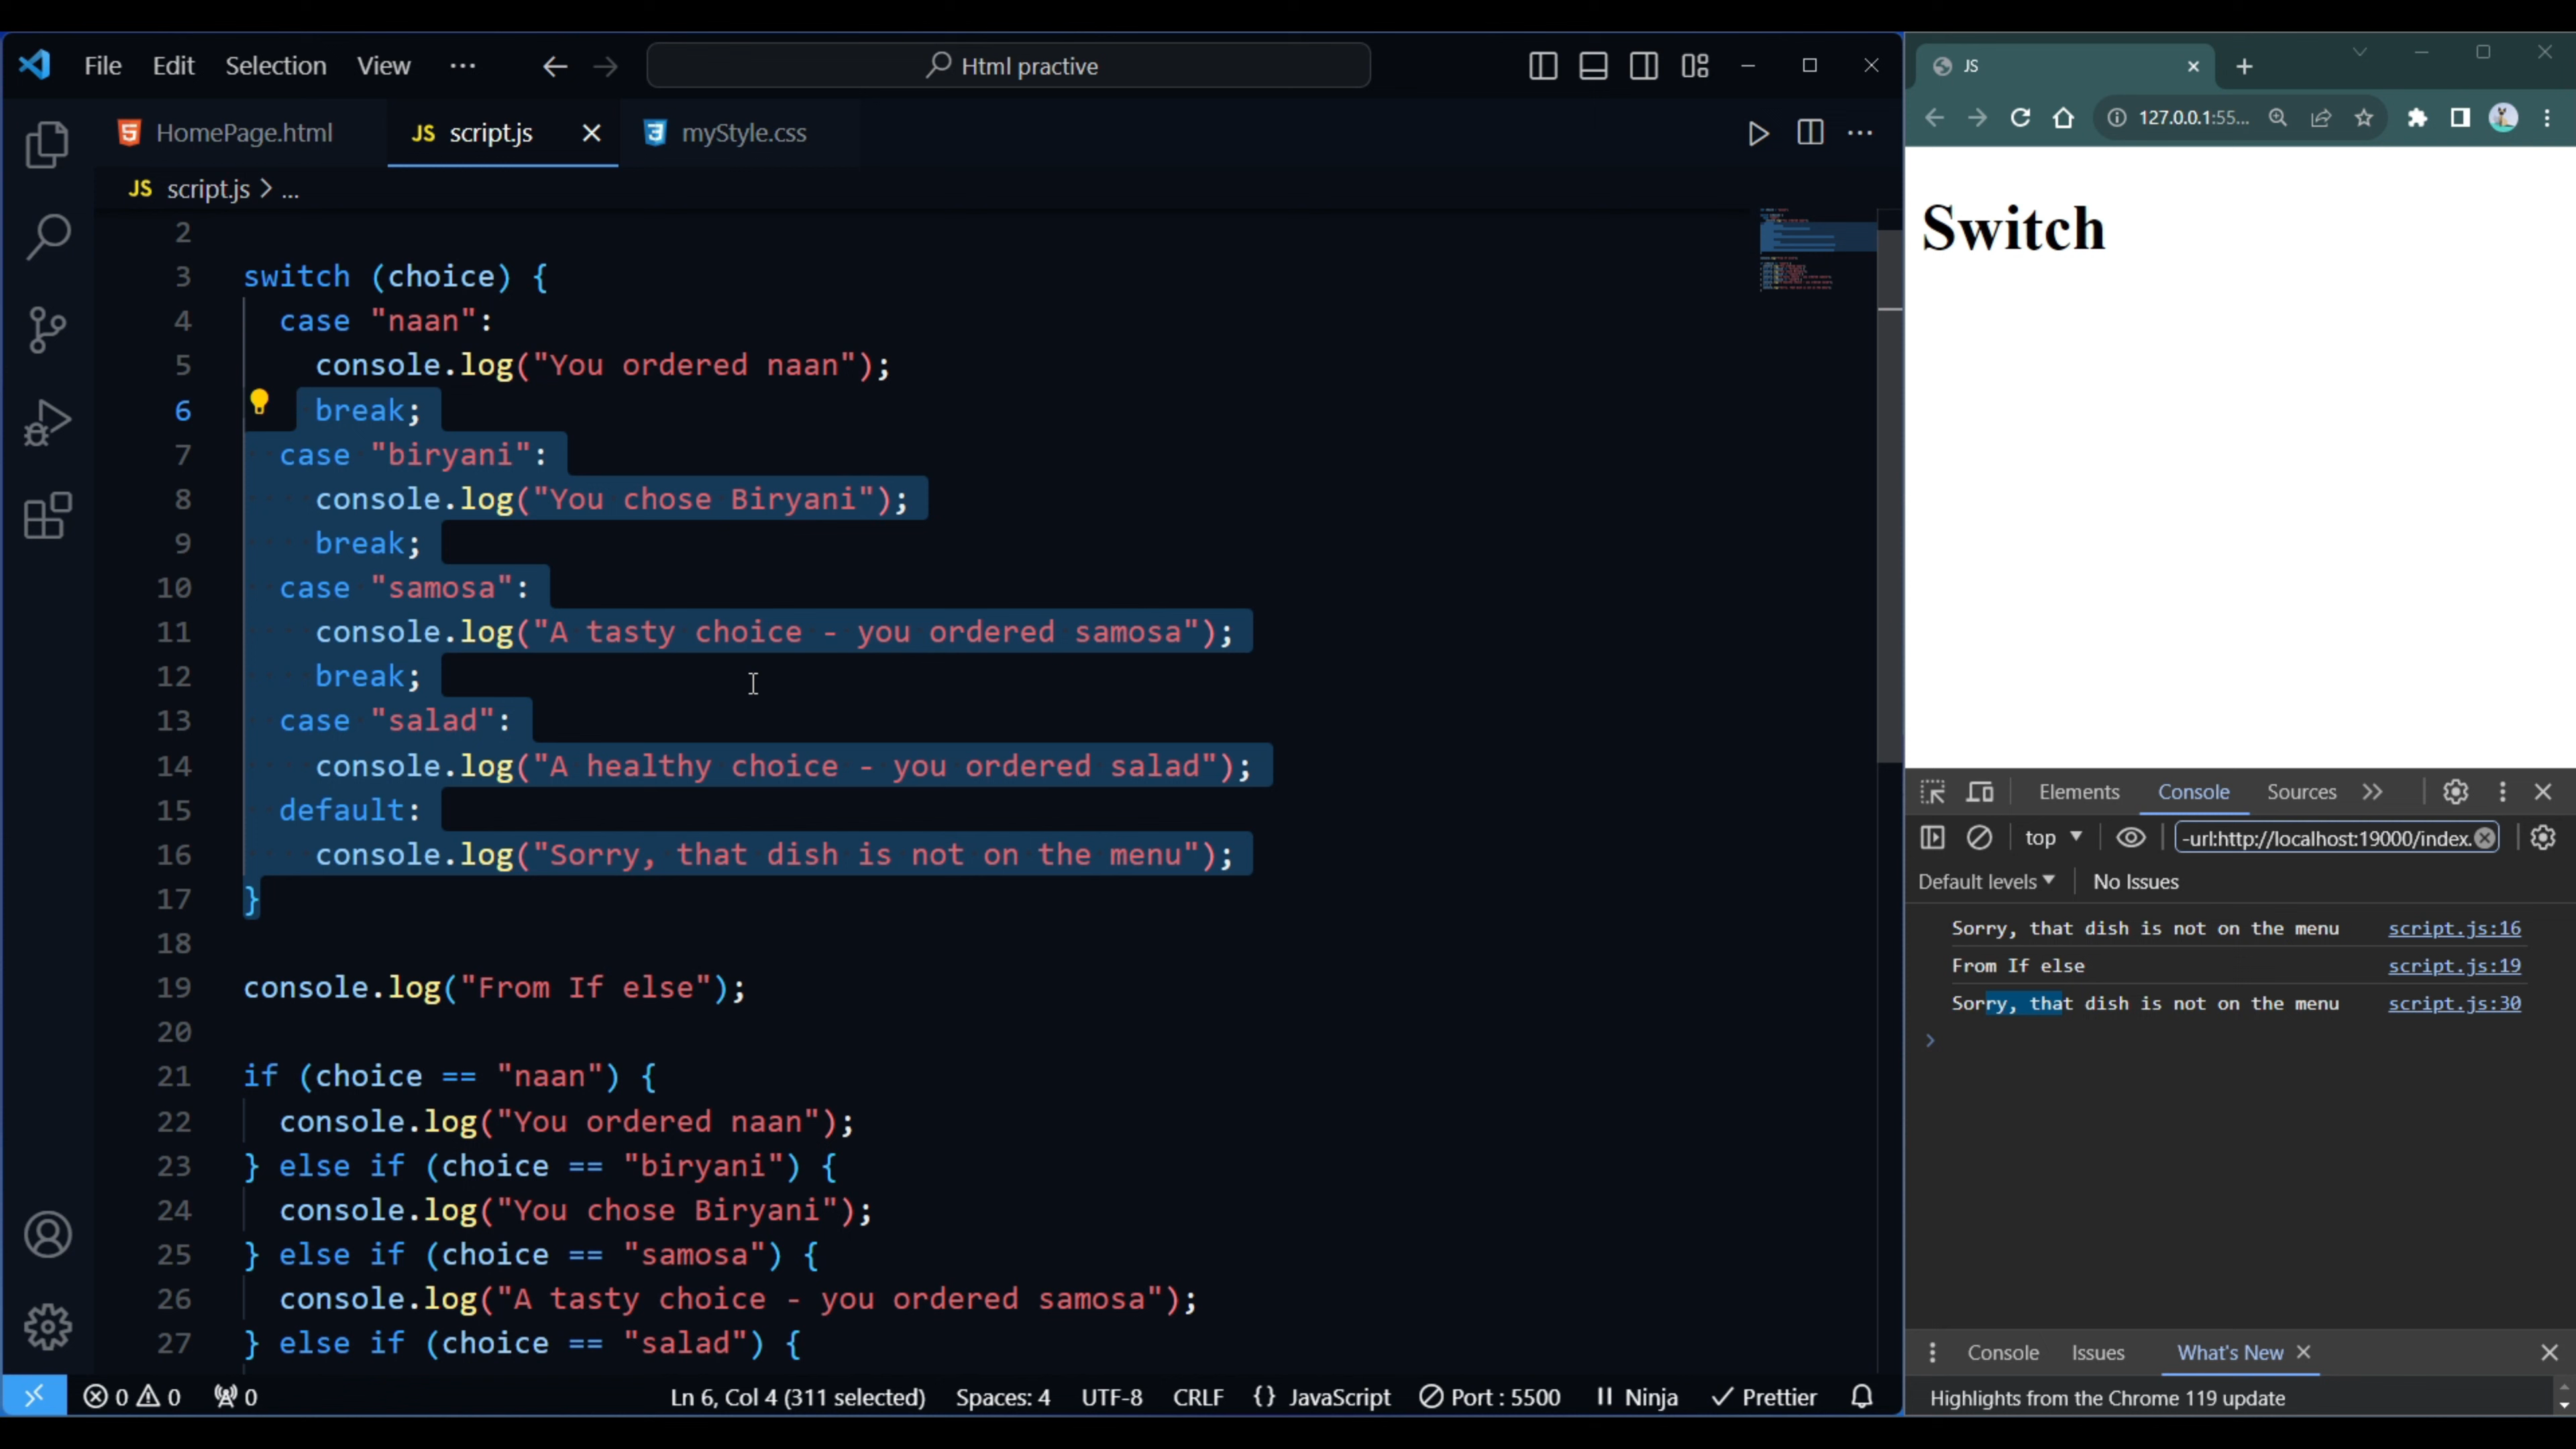 File Edit Selection View ··· Html practive
HomePage.html JS script.js myStyle.css
JS script.js > ...
2
3 switch (choice) {
4 case "naan":
5 console.log("You ordered naan");
6 break;
7 case "biryani":
8 console.log("You chose Biryani");
9 break;
10 case "samosa":
11 console.log("A tasty choice - you ordered samosa");
12 break;
13 case "salad":
14 console.log("A healthy choice - you ordered salad");
15 default:
16 console.log("Sorry, that dish is not on the menu");
17 }
18
19 console.log("From If else");
20
21 if (choice == "naan") {
22 console.log("You ordered naan");
23 } else if (choice == "biryani") {
24 console.log("You chose Biryani");
25 } else if (choice == "samosa") {
26 console.log("A tasty choice - you ordered samosa");
27 } else if (choice == "salad") {
0 0 0 Ln 6, Col 4 (311 selected) Spaces: 4 UTF-8 CRLF {} JavaScript Port : 5500 Ninja Prettier
JS
127.0.0.1:55...
Switch
Elements Console Sources
top -url:http://localhost:19000/index.
Default levels No Issues
Sorry, that dish is not on the menu script.js:16
From If else script.js:19
Sorry, that dish is not on the menu script.js:30
Console Issues What's New
Highlights from the Chrome 119 update